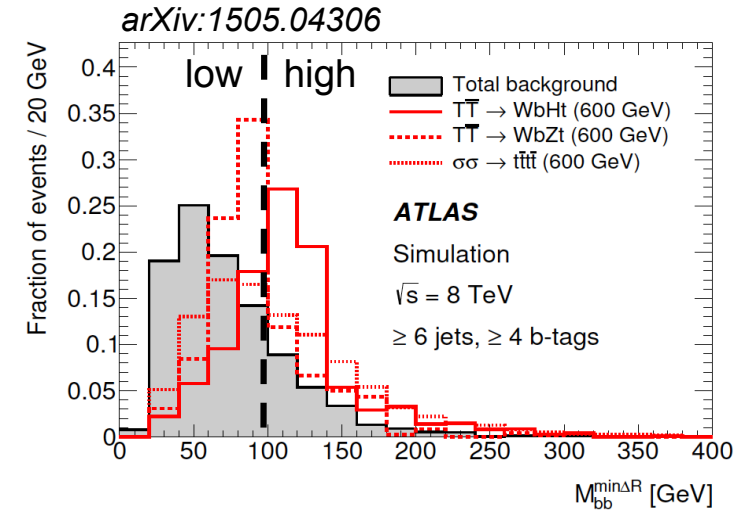 arXiv:1505.04306
low high
Total background
TT̅ → WbHt (600 GeV)
TT̅ → WbZt (600 GeV)
σσ → tt̅tt̅ (600 GeV)
ATLAS
Simulation
√s = 8 TeV
≥ 6 jets, ≥ 4 b-tags
Fraction of events / 20 GeV
0.4
0.35
0.3
0.25
0.2
0.15
0.1
0.05
0
0 50 100 150 200 250 300 350 400
M_bb^minΔR [GeV]